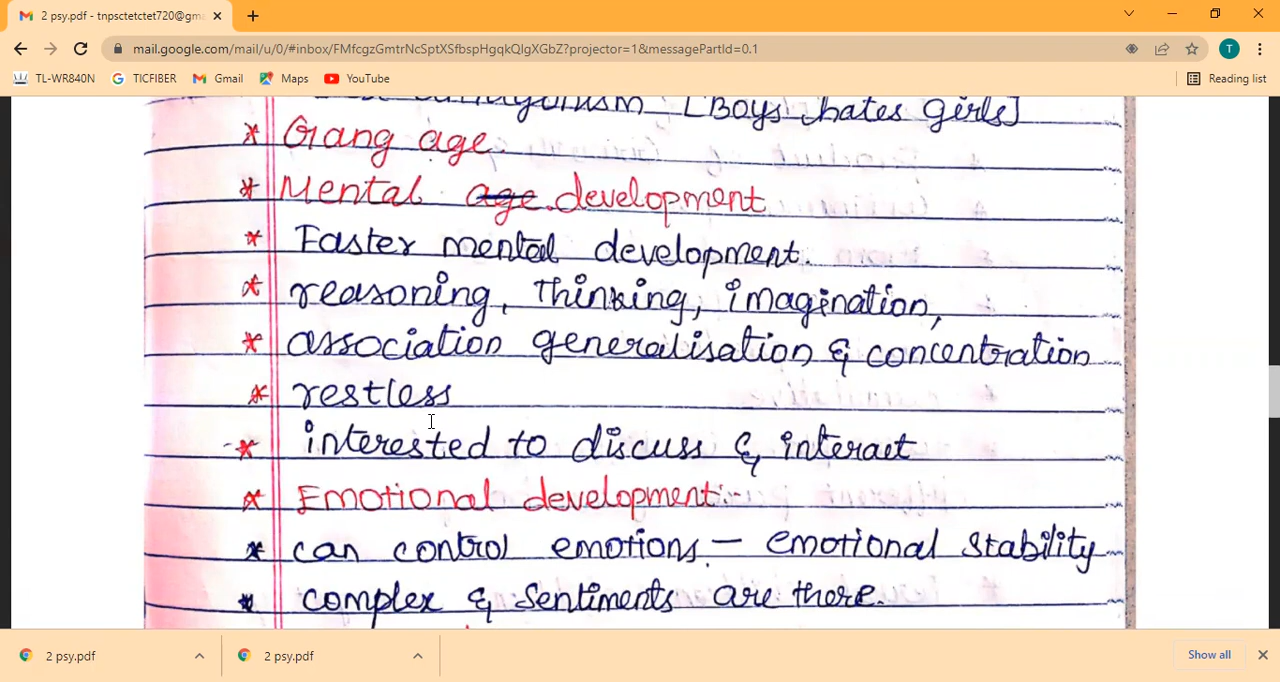 2 psy.pdf - tnpsctetctet720@gm
mail.google.com/mail/u/0/#inbox/FMfcgzGmtrNcSptXSfbspHgqkQlgXGbZ?projector=1&messagePartId=0.1
TL-WR840N TICFIBER Gmail Maps YouTube Reading list
[Boys hates girls]
* Gang age.
* Mental age development
* Faster mental development.
* reasoning, Thinking, imagination,
* association generalisation & concentration
* restless
* interested to discuss & interact
* Emotional development:-
* can control emotions - emotional stability
* complex & sentiments are there.
2 psy.pdf 2 psy.pdf Show all